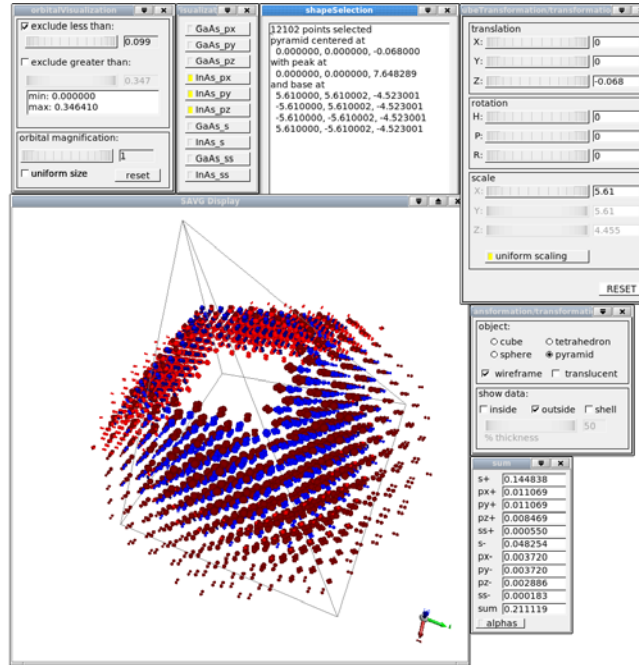 orbitalVisualization
exclude less than:
0.099
exclude greater than:
0.347
min: 0.000000
max: 0.346410
orbital magnification:
1
uniform size
reset
sualizat
GaAs_px
GaAs_py
GaAs_pz
InAs_px
InAs_py
InAs_pz
GaAs_s
InAs_s
GaAs_ss
InAs_ss
shapeSelection
12102 points selected
pyramid centered at
0.000000, 0.000000, -0.068000
with peak at
0.000000, 0.000000, 7.648289
and base at
5.610000, 5.610002, -4.523001
-5.610000, 5.610002, -4.523001
-5.610000, -5.610002, -4.523001
5.610000, -5.610002, -4.523001
ubeTransformation/transformatio
translation
X: 0
Y: 0
Z: -0.068
rotation
H: 0
P: 0
R: 0
scale
X: 5.61
Y: 5.61
Z: 4.455
uniform scaling
RESET
SAVG Display
ansformation/transformat
object:
cube tetrahedron
sphere pyramid
wireframe translucent
show data:
inside outside shell
50
% thickness
sum
s+ 0.144838
px+ 0.011069
py+ 0.011069
pz+ 0.008469
ss+ 0.000550
s- 0.048254
px- 0.003720
py- 0.003720
pz- 0.002886
ss- 0.000183
sum 0.211119
alphas